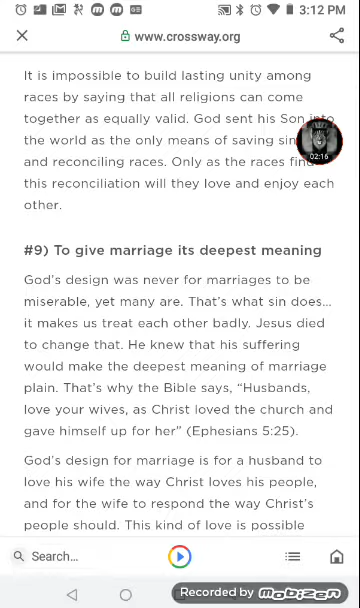 3:12 PM
www.crossway.org
It is impossible to build lasting unity among
races by saying that all religions can come
together as equally valid. God sent his Son into
the world as the only means of saving sin
and reconciling races. Only as the races find
this reconciliation will they love and enjoy each
other.
02:16
#9) To give marriage its deepest meaning
God's design was never for marriages to be
miserable, yet many are. That's what sin does...
it makes us treat each other badly. Jesus died
to change that. He knew that his suffering
would make the deepest meaning of marriage
plain. That's why the Bible says, “Husbands,
love your wives, as Christ loved the church and
gave himself up for her” (Ephesians 5:25).
God's design for marriage is for a husband to
love his wife the way Christ loves his people,
and for the wife to respond the way Christ's
people should. This kind of love is possible
Search...
Recorded by MOBIZEN